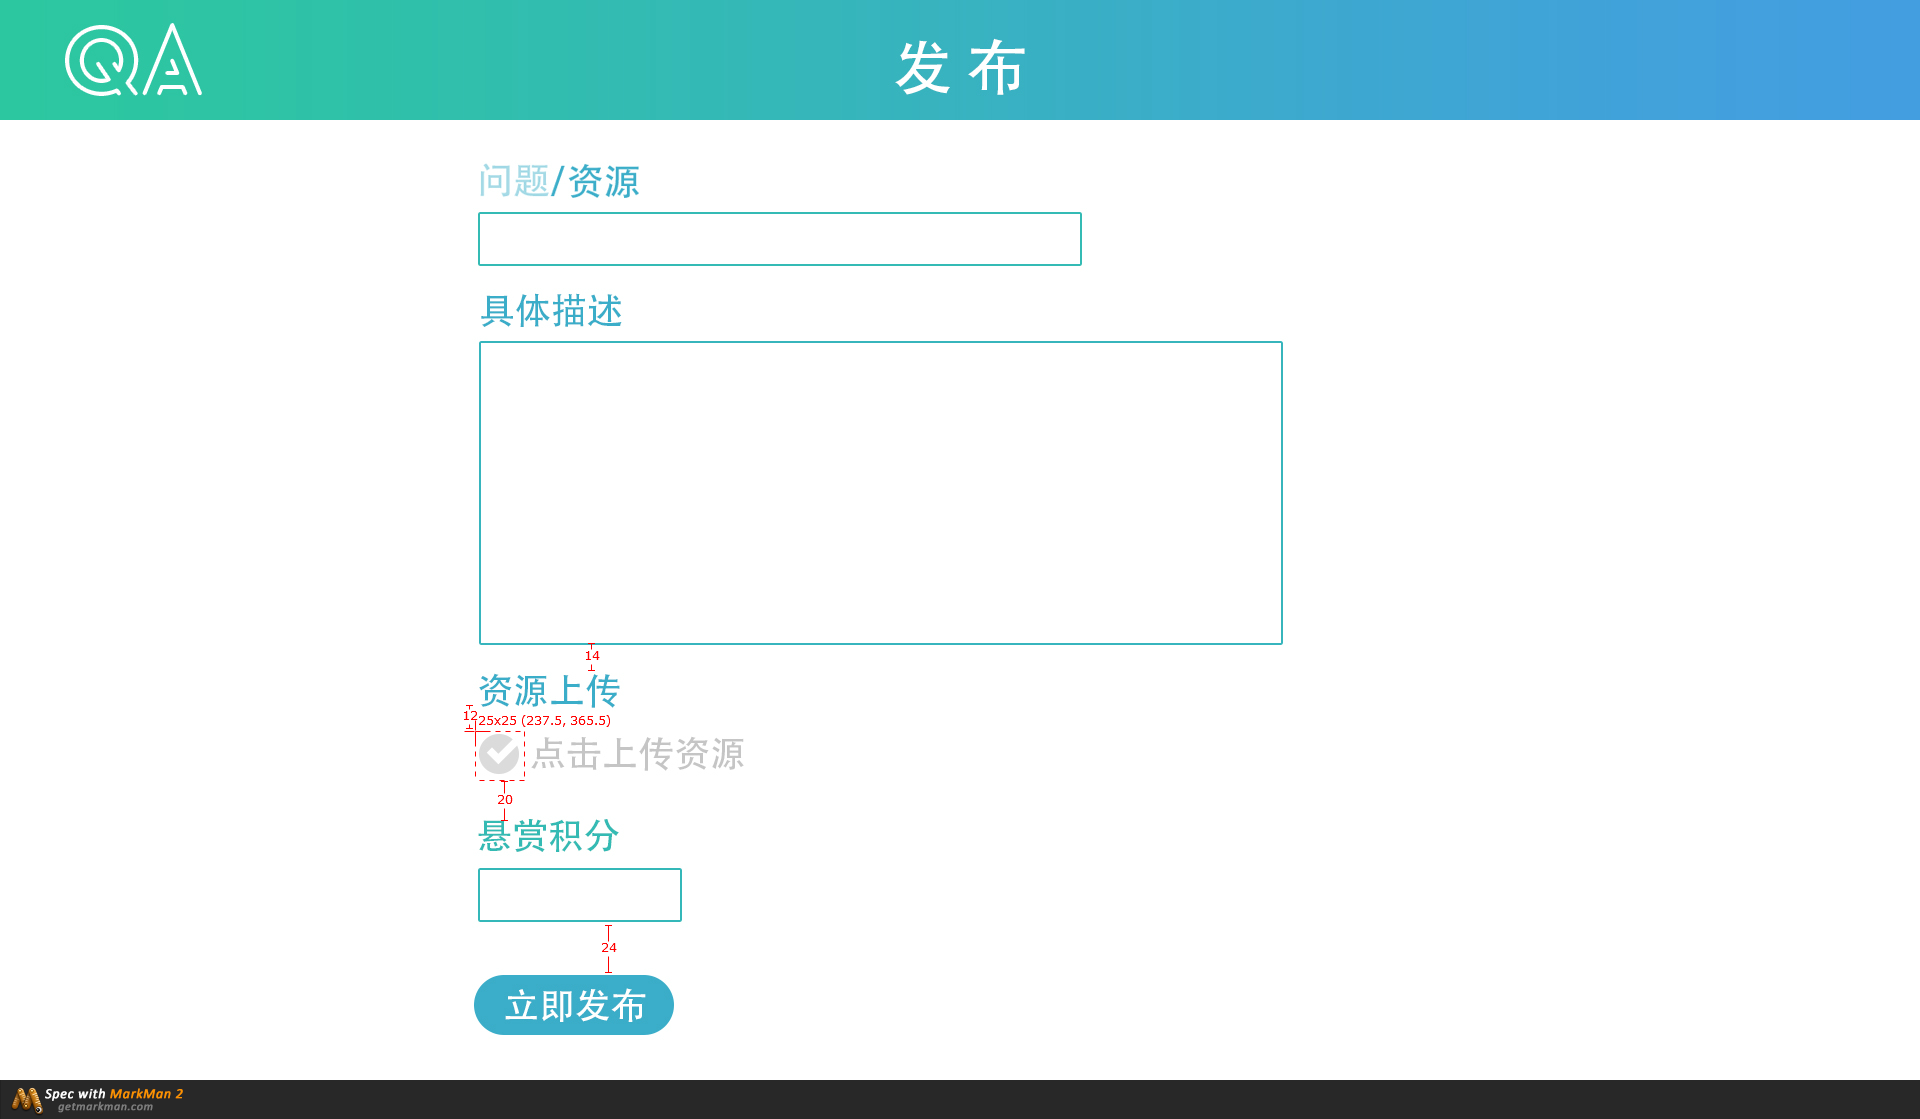 QA
发布
问题/资源
具体描述
14
资源上传
12
25x25 (237.5, 365.5)
点击上传资源
20
悬赏积分
24
立即发布
Spec with MarkMan 2
getmarkman.com